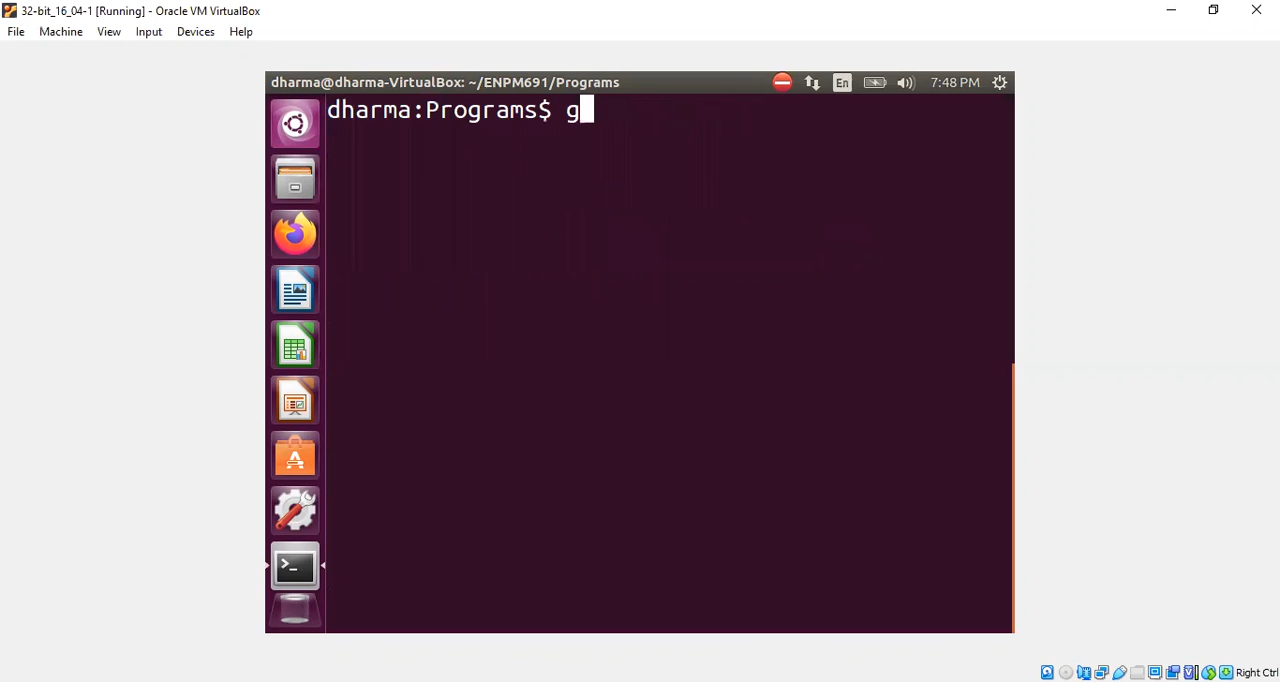 32-bit_16_04-1 [Running] - Oracle VM VirtualBox
File Machine View Input Devices Help
dharma@dharma-VirtualBox: ~/ENPM691/Programs En 7:48 PM
dharma:Programs$ g
Right Ctrl